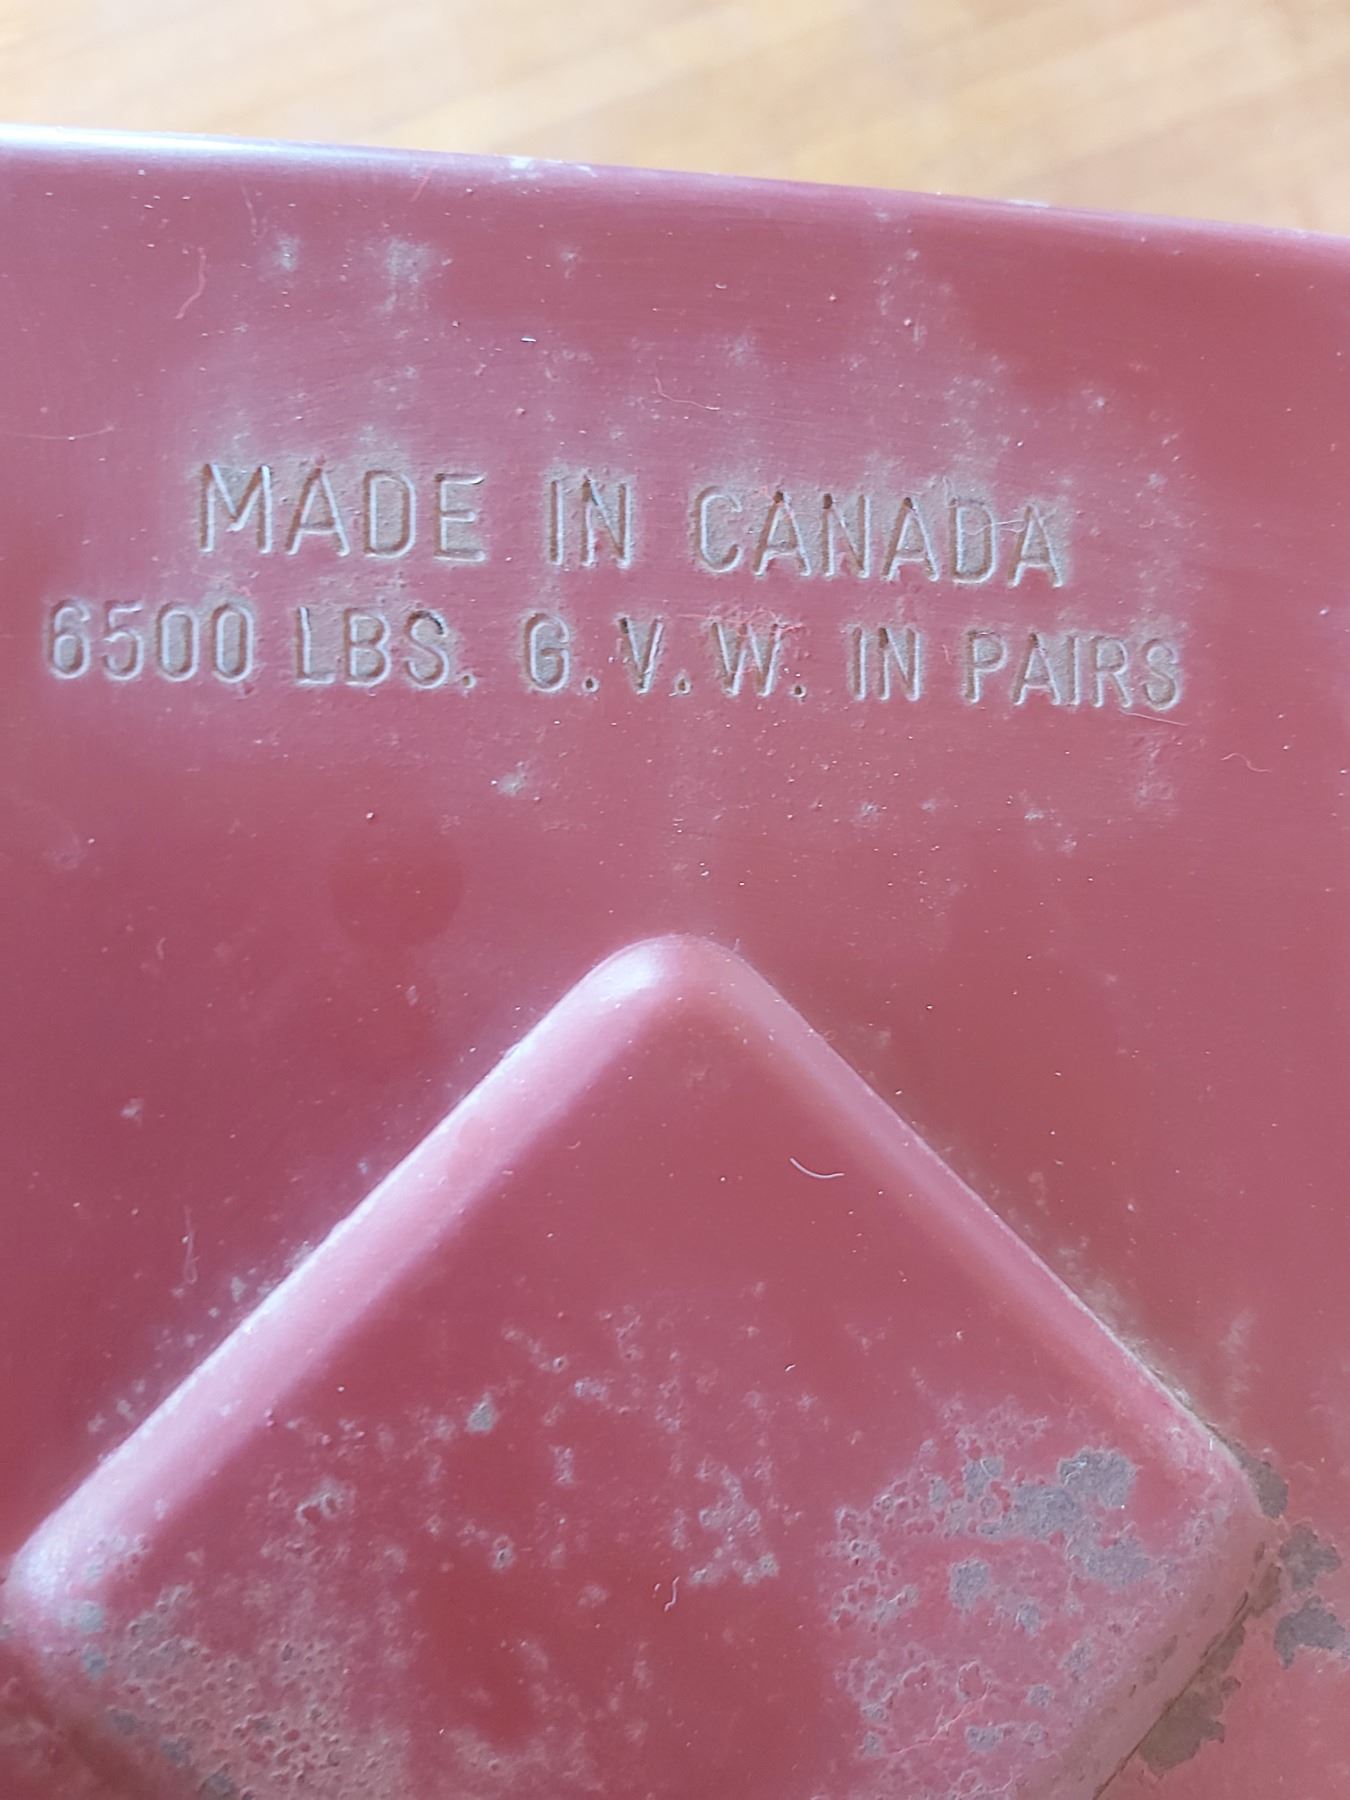 MADE IN CANADA
6500 LBS. G.V.W. IN PAIRS